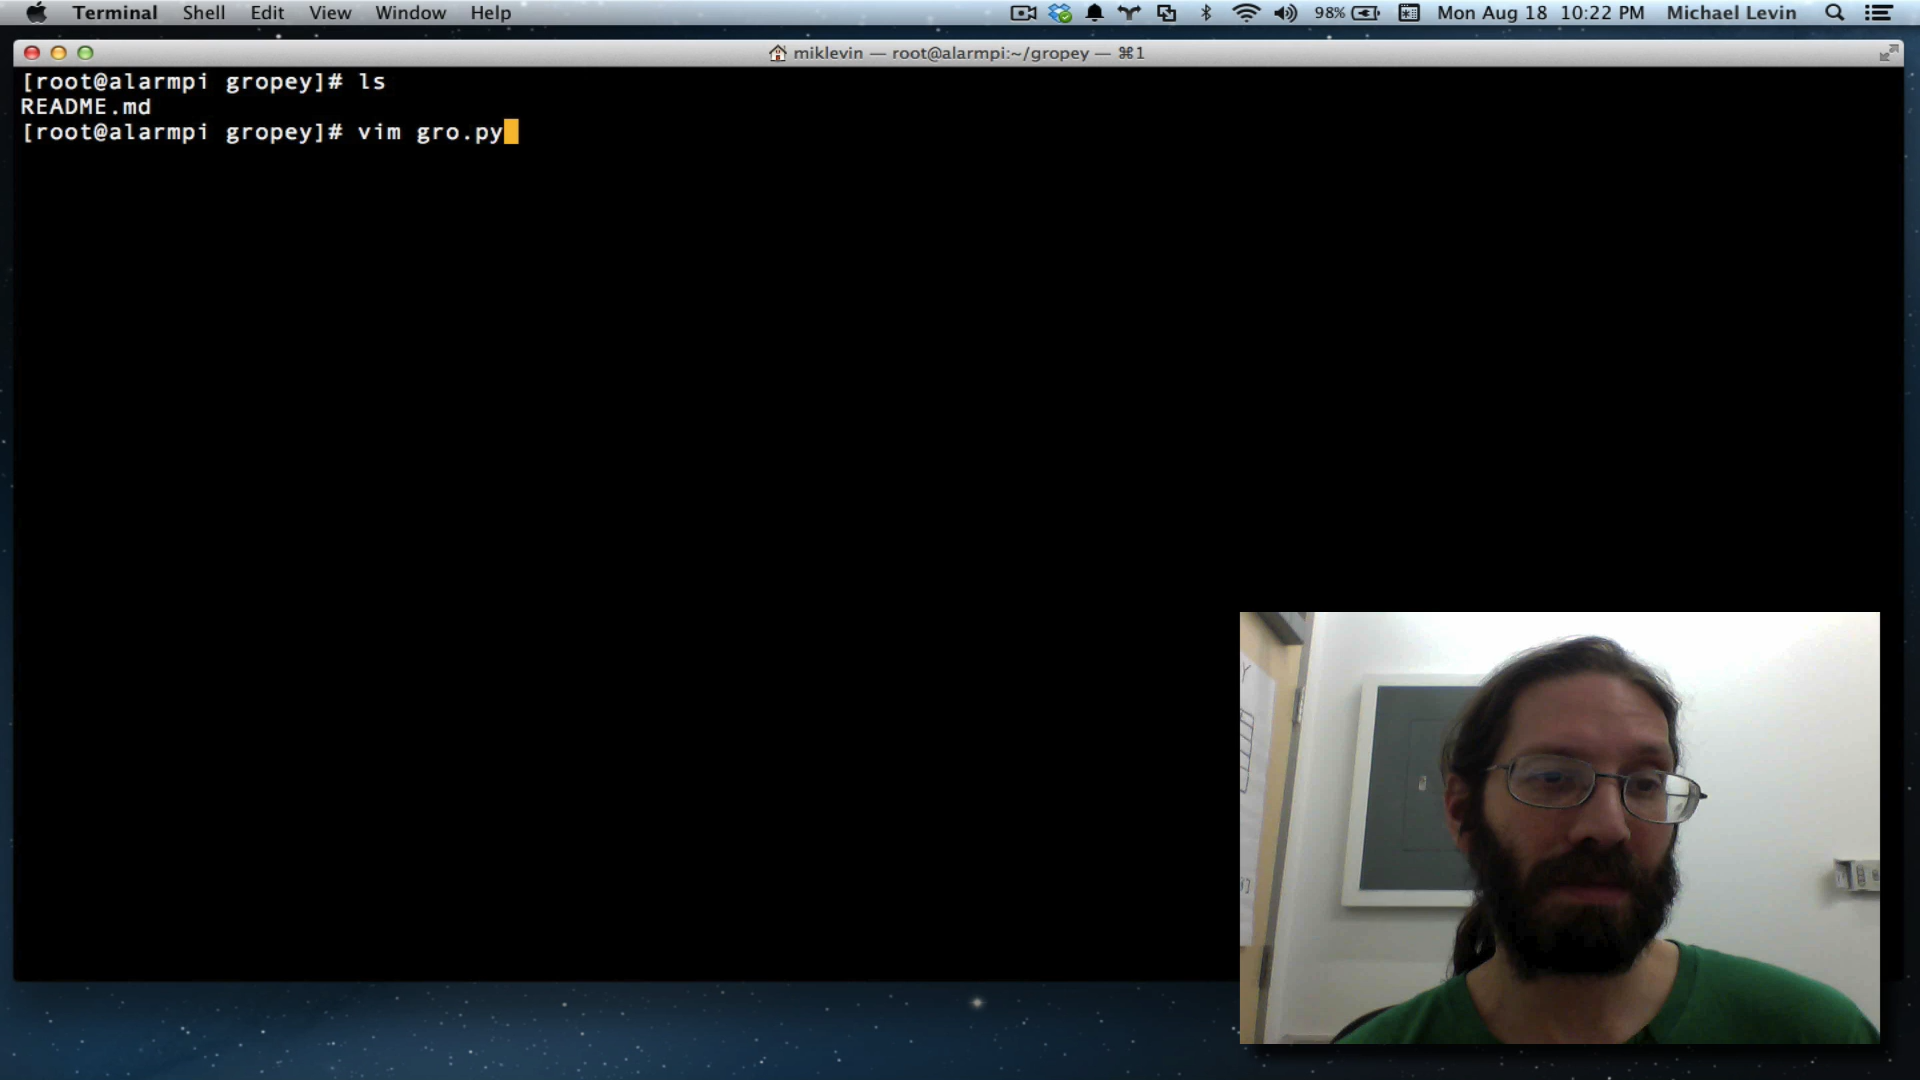 Terminal Shell Edit View Window Help 98% Mon Aug 18 10:22 PM Michael Levin
miklevin — root@alarmpi:~/gropey — ⌘1
[root@alarmpi gropey]# ls
README.md
[root@alarmpi gropey]# vim gro.py